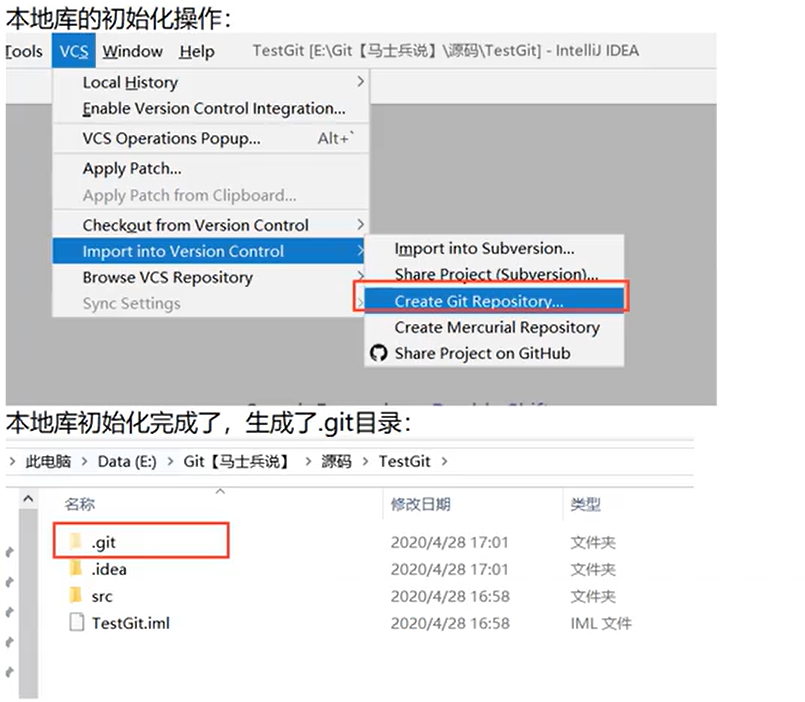 本地库的初始化操作：
Tools VCS Window Help TestGit [E:\Git【马士兵说】\源码\TestGit] - IntelliJ IDEA
Local History
Enable Version Control Integration...
VCS Operations Popup... Alt+`
Apply Patch...
Apply Patch from Clipboard...
Checkout from Version Control
Import into Version Control
Browse VCS Repository
Sync Settings
Import into Subversion...
Share Project (Subversion)...
Create Git Repository...
Create Mercurial Repository
Share Project on GitHub
本地库初始化完成了，生成了.git目录：
此电脑 > Data (E:) > Git【马士兵说】 > 源码 > TestGit >
名称 修改日期 类型
.git 2020/4/28 17:01 文件夹
.idea 2020/4/28 17:01 文件夹
src 2020/4/28 16:58 文件夹
TestGit.iml 2020/4/28 16:58 IML 文件